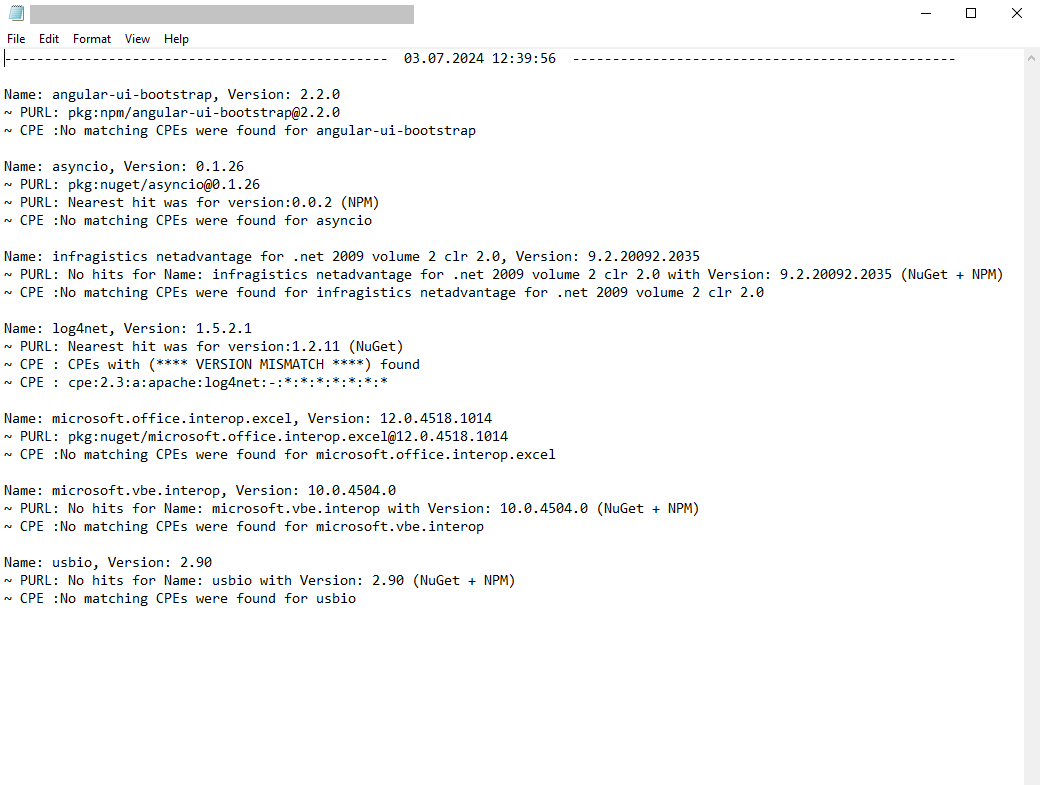 File Edit Format View Help
------------------------------------------------ 03.07.2024 12:39:56 ------------------------------------------------
Name: angular-ui-bootstrap, Version: 2.2.0
~ PURL: pkg:npm/angular-ui-bootstrap@2.2.0
~ CPE :No matching CPEs were found for angular-ui-bootstrap
Name: asyncio, Version: 0.1.26
~ PURL: pkg:nuget/asyncio@0.1.26
~ PURL: Nearest hit was for version:0.0.2 (NPM)
~ CPE :No matching CPEs were found for asyncio
Name: infragistics netadvantage for .net 2009 volume 2 clr 2.0, Version: 9.2.20092.2035
~ PURL: No hits for Name: infragistics netadvantage for .net 2009 volume 2 clr 2.0 with Version: 9.2.20092.2035 (NuGet + NPM)
~ CPE :No matching CPEs were found for infragistics netadvantage for .net 2009 volume 2 clr 2.0
Name: log4net, Version: 1.5.2.1
~ PURL: Nearest hit was for version:1.2.11 (NuGet)
~ CPE : CPEs with (**** VERSION MISMATCH ****) found
~ CPE : cpe:2.3:a:apache:log4net:-:*:*:*:*:*:*:*
Name: microsoft.office.interop.excel, Version: 12.0.4518.1014
~ PURL: pkg:nuget/microsoft.office.interop.excel@12.0.4518.1014
~ CPE :No matching CPEs were found for microsoft.office.interop.excel
Name: microsoft.vbe.interop, Version: 10.0.4504.0
~ PURL: No hits for Name: microsoft.vbe.interop with Version: 10.0.4504.0 (NuGet + NPM)
~ CPE :No matching CPEs were found for microsoft.vbe.interop
Name: usbio, Version: 2.90
~ PURL: No hits for Name: usbio with Version: 2.90 (NuGet + NPM)
~ CPE :No matching CPEs were found for usbio